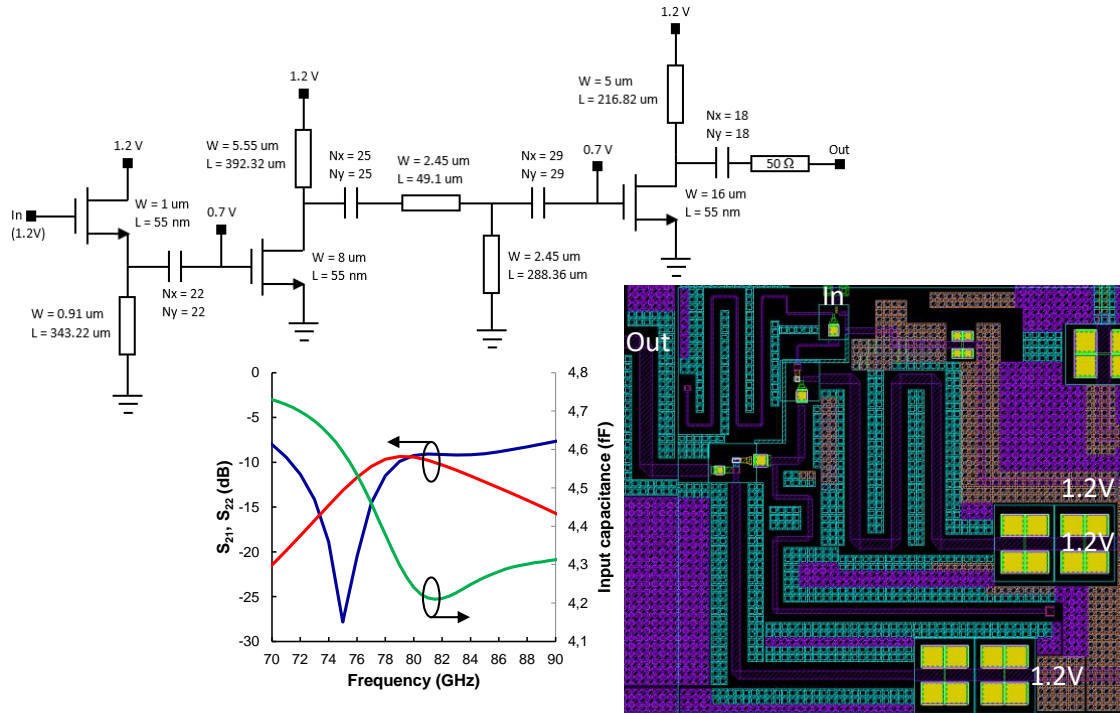 1.2 V
W = 5 um
L = 216.82 um
1.2 V
Nx = 18
Ny = 18
W = 5.55 um
L = 392.32 um
Nx = 25
Ny = 25
W = 2.45 um
L = 49.1 um
Nx = 29
Ny = 29
0.7 V
50 Ω
Out
1.2 V
In
(1.2V)
W = 1 um
L = 55 nm
0.7 V
W = 16 um
L = 55 nm
W = 8 um
L = 55 nm
W = 2.45 um
L = 288.36 um
Nx = 22
Ny = 22
W = 0.91 um
L = 343.22 um
S21, S22 (dB)
0
-5
-10
-15
-20
-25
-30
70 72 74 76 78 80 82 84 86 88 90
Frequency (GHz)
4,8
4,7
4,6
4,5
4,4
4,3
4,2
4,1
Input capacitance (fF)
In
Out
1.2V
1.2V
1.2V